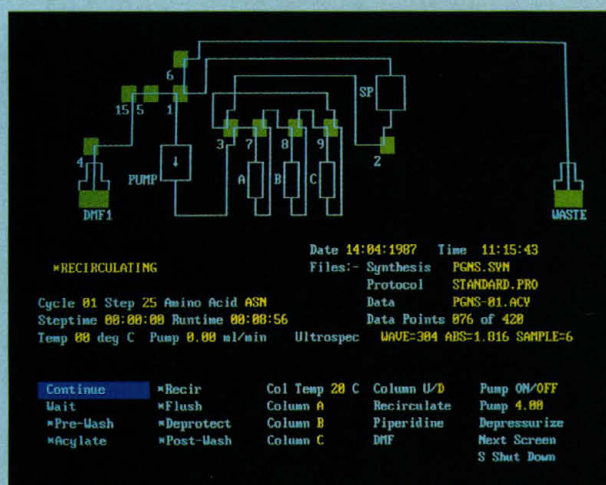 6
SP
15 5 1
3 7 8 9 2
4
PUMP
A B C
DMF1
WASTE
Date 14:04:1987 Time 11:15:43
*RECIRCULATING
Files:- Synthesis PGNS.SYN
Protocol STANDARD.PRO
Cycle 01 Step 25 Amino Acid ASN
Data PGNS-01.ACY
Steptime 00:00:00 Runtime 00:08:56
Data Points 076 of 420
Temp 00 deg C Pump 0.00 ml/min Ultrospec WAVE=304 ABS=1.816 SAMPLE=6
Continue *Recir Col Temp 20 C Column U/D Pump ON/OFF
Wait *Flush Column A Recirculate Pump 4.00
*Pre-Wash *Deprotect Column B Piperidine Depressurize
*Acylate *Post-Wash Column C DMF Next Screen
S Shut Down